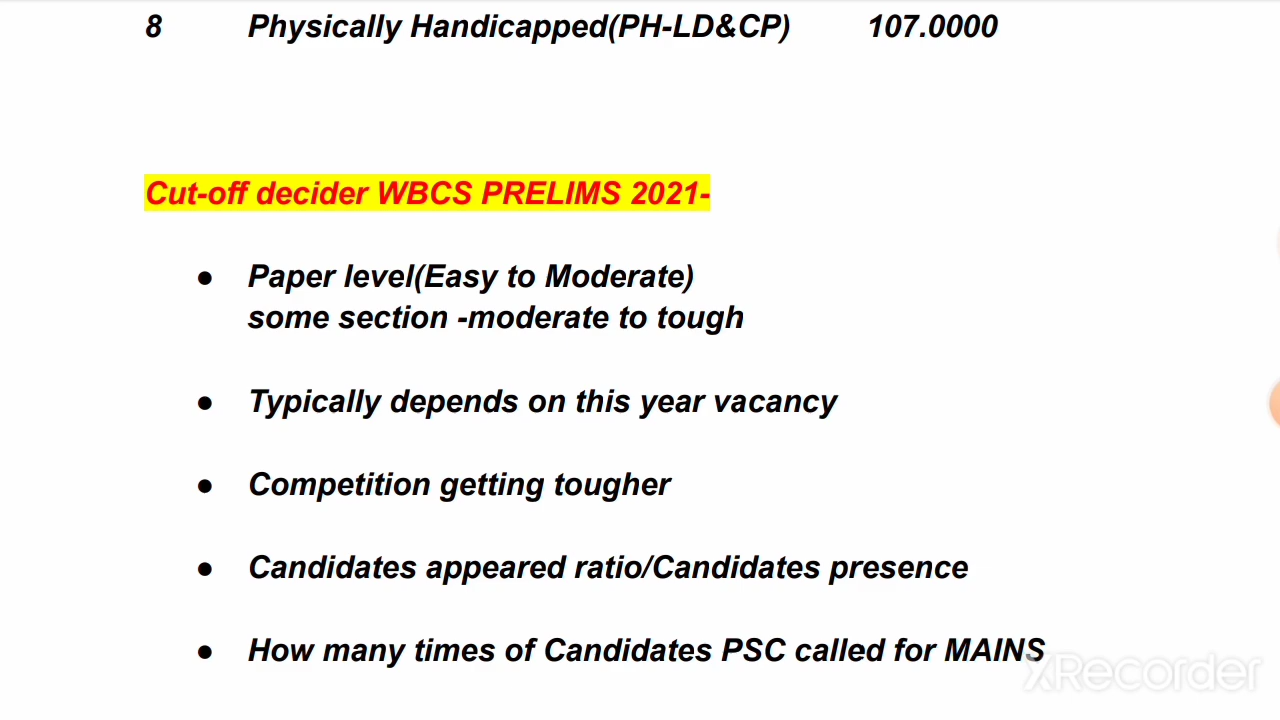 8 Physically Handicapped(PH-LD&CP) 107.0000
Cut-off decider WBCS PRELIMS 2021-
● Paper level(Easy to Moderate)
some section -moderate to tough
● Typically depends on this year vacancy
● Competition getting tougher
● Candidates appeared ratio/Candidates presence
● How many times of Candidates PSC called for MAINS
XRecorder